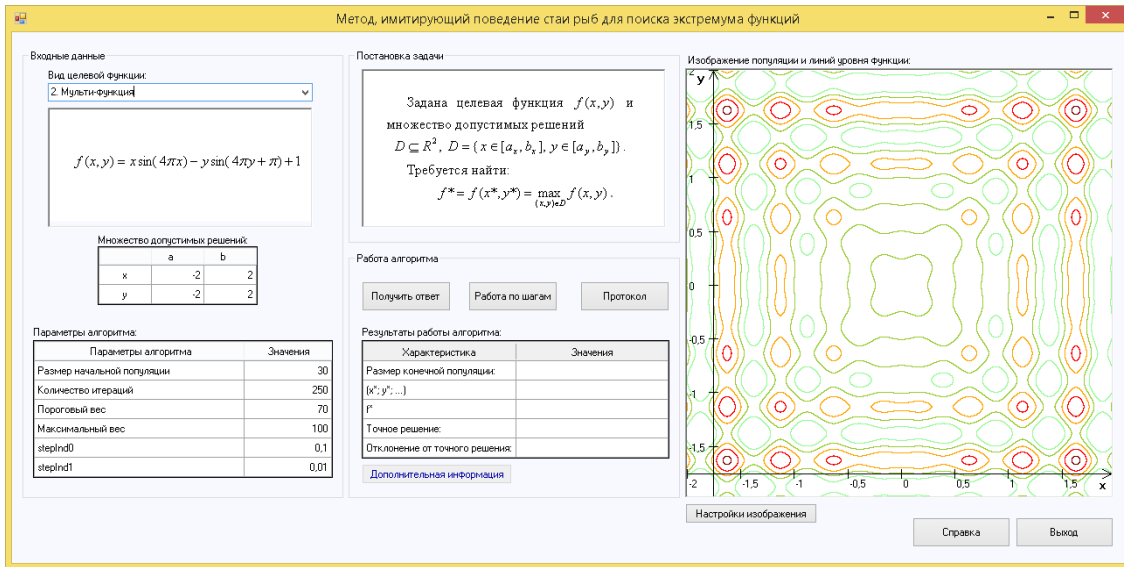 Метод, имитирующий поведение стаи рыб для поиска экстремума функций
Входные данные
Вид целевой функции:
2. Мульти-функция
f(x,y) = x sin(4πx) − y sin(4πy + π) + 1
Множество допустимых решений:
a b
x -2 2
y -2 2
Параметры алгоритма:
Параметры алгоритма Значения
Размер начальной популяции 30
Количество итераций 250
Пороговый вес 70
Максимальный вес 100
stepInd0 0,1
stepInd1 0,01
Постановка задачи
Задана целевая функция f(x,y) и
множество допустимых решений
D ⊆ R², D = {x ∈ [aₓ, bₓ], y ∈ [a_y, b_y]}.
Требуется найти:
f* = f(x*, y*) = max f(x, y).
(x,y)∈D
Работа алгоритма
Получить ответ Работа по шагам Протокол
Результаты работы алгоритма:
Характеристика Значения
Размер конечной популяции:
(x*; y*; ...)
f*
Точное решение:
Отклонение от точного решения:
Дополнительная информация
Изображение популяции и линий уровня функции:
2 y
1,5
1
0,5
0
-0,5
-1
-1,5
-2 -1,5 -1 -0,5 0 0,5 1 1,5 x
Настройки изображения
Справка Выход